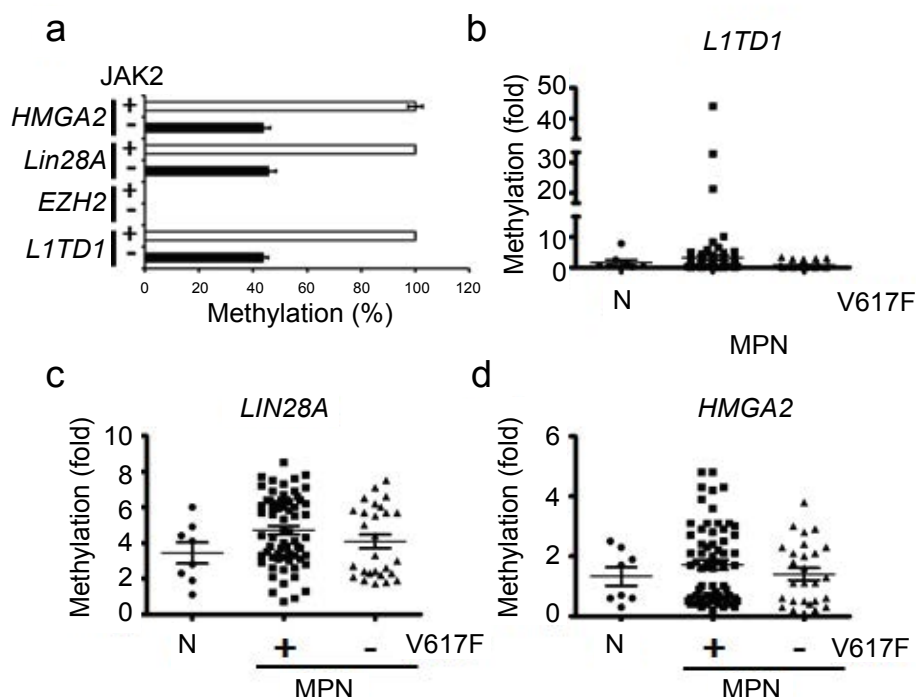 a
JAK2
HMGA2
+
-
Lin28A
+
-
EZH2
+
-
L1TD1
+
-
0 20 40 60 80 100 120
Methylation (%)
b
L1TD1
Methylation (fold)
50
40
30
20
10
0
N
V617F
MPN
c
LIN28A
Methylation (fold)
10
8
6
4
2
0
N + - V617F
MPN
d
HMGA2
Methylation (fold)
6
4
2
0
N + - V617F
MPN